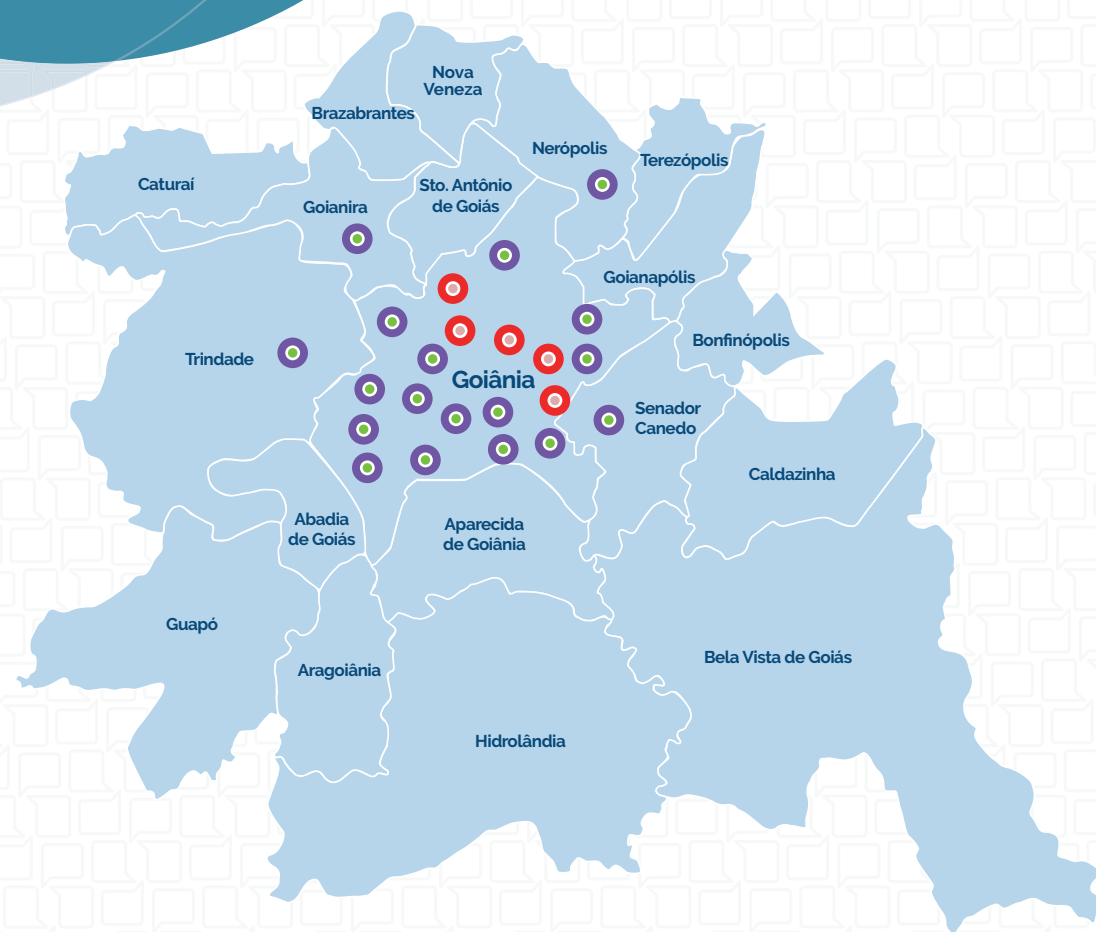 Nova
Veneza
Brazabrantes
Nerópolis
Terezópolis
Caturaí
Sto. Antônio
de Goiás
Goianira
Goianápolis
Bonfinópolis
Trindade
Goiânia
Senador
Canedo
Caldazinha
Abadia
de Goiás
Aparecida
de Goiânia
Guapó
Bela Vista de Goiás
Aragoiânia
Hidrolândia